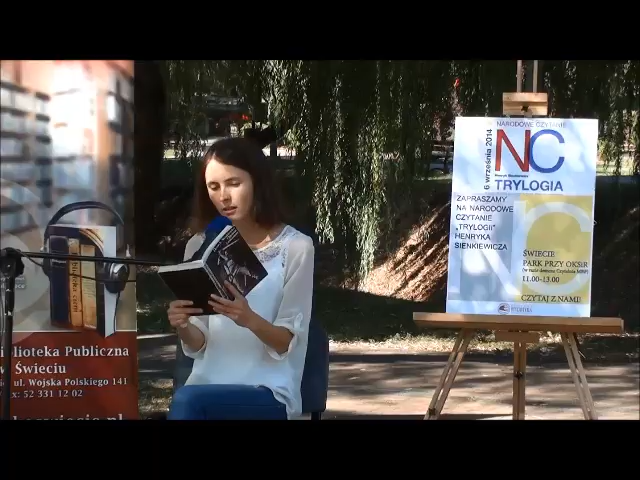 Biblioteka Publiczna
w Świeciu
ul. Wojska Polskiego 141
52 331 12 02
NARODOWE CZYTANIE
6 września 2014
NC
TRYLOGIA
ZAPRASZAMY
NA NARODOWE
CZYTANIE
„TRYLOGII"
HENRYKA
SIENKIEWICZA
ŚWIECIE
PARK PRZY OKSiR
11.00-13.00
CZYTAJ Z NAMI!